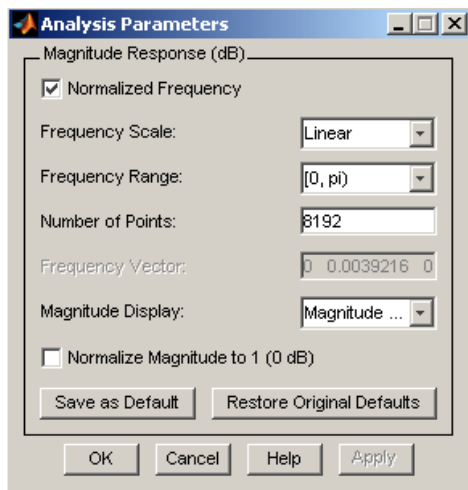 Analysis Parameters
Magnitude Response (dB)
Normalized Frequency
Frequency Scale: Linear
Frequency Range: [0, pi)
Number of Points: 8192
Frequency Vector: 0 0.0039216 0
Magnitude Display: Magnitude ...
Normalize Magnitude to 1 (0 dB)
Save as Default Restore Original Defaults
OK Cancel Help Apply